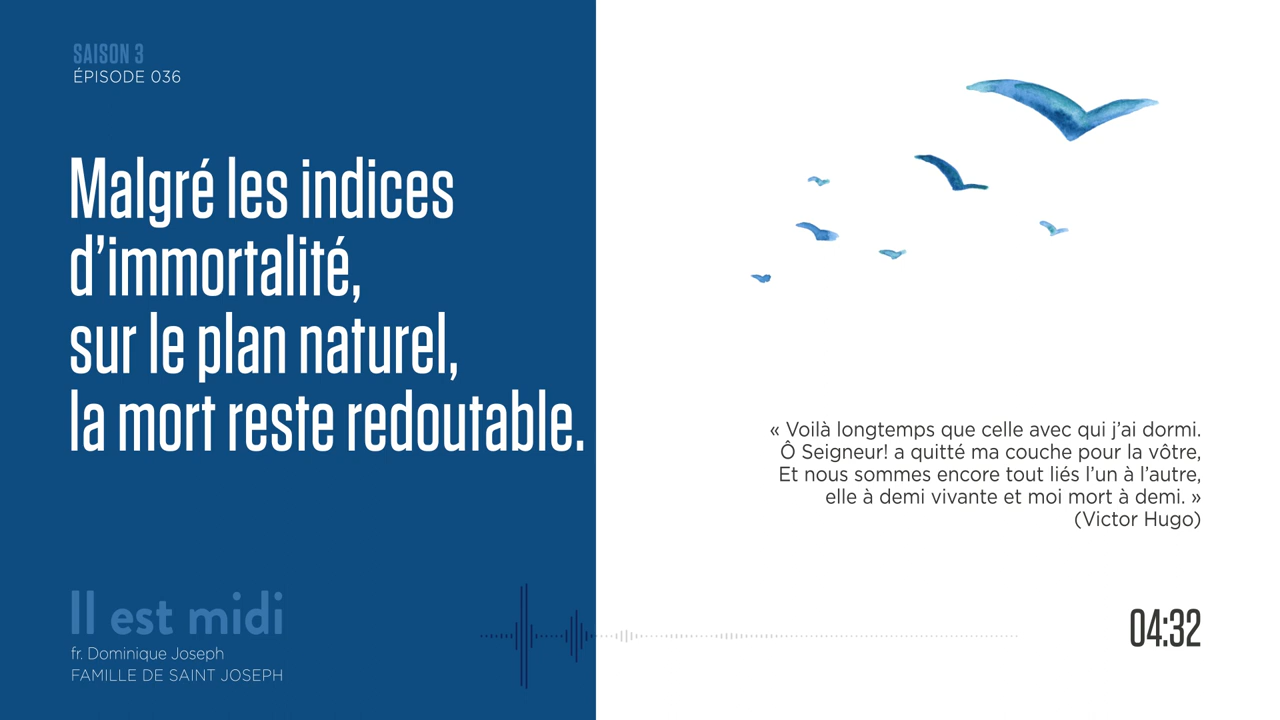 SAISON 3
ÉPISODE 036
Malgré les indices
d’immortalité,
sur le plan naturel,
la mort reste redoutable.
« Voilà longtemps que celle avec qui j’ai dormi.
Ô Seigneur! a quitté ma couche pour la vôtre,
Et nous sommes encore tout liés l’un à l’autre,
elle à demi vivante et moi mort à demi. »
(Victor Hugo)
Il est midi
fr. Dominique Joseph
FAMILLE DE SAINT JOSEPH
04:32